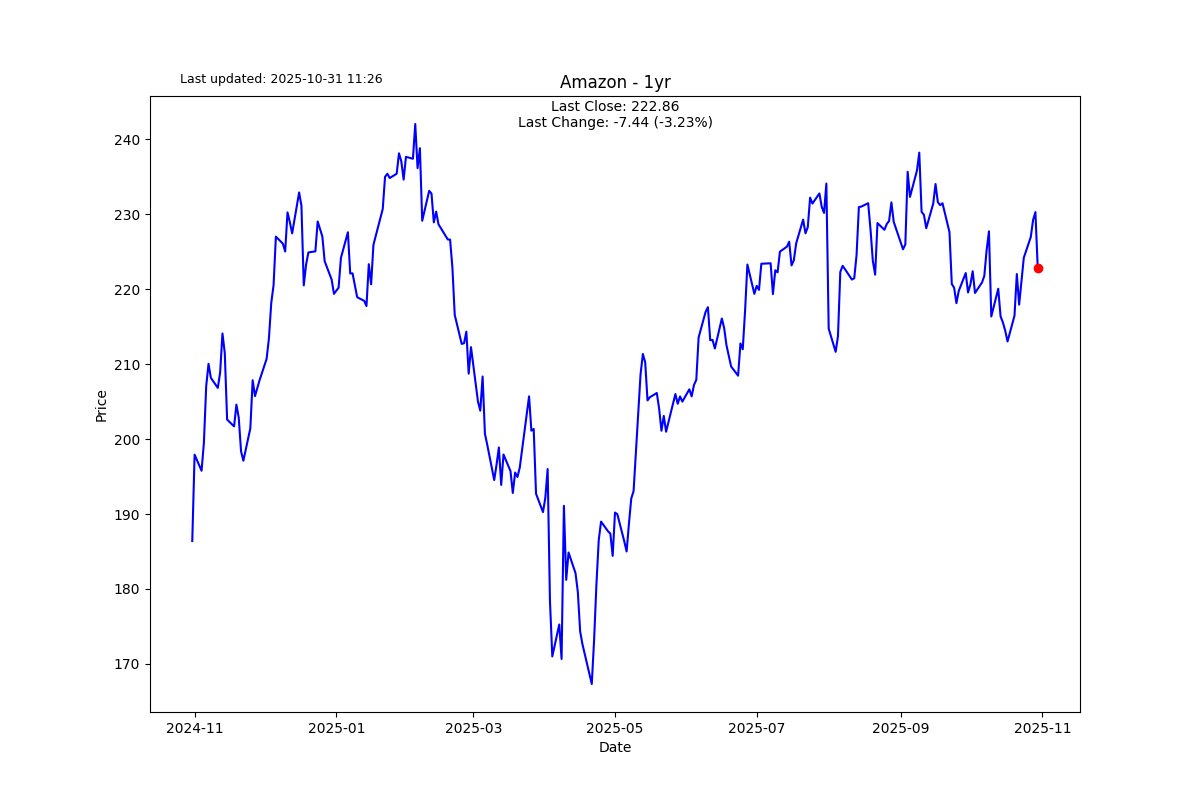 Last updated: 2025-10-31 11:26
Amazon - 1yr
Last Close: 222.86
Last Change: -7.44 (-3.23%)
240
230
220
210
200
190
180
170
Price
2024-11
2025-01
2025-03
2025-05
2025-07
2025-09
2025-11
Date